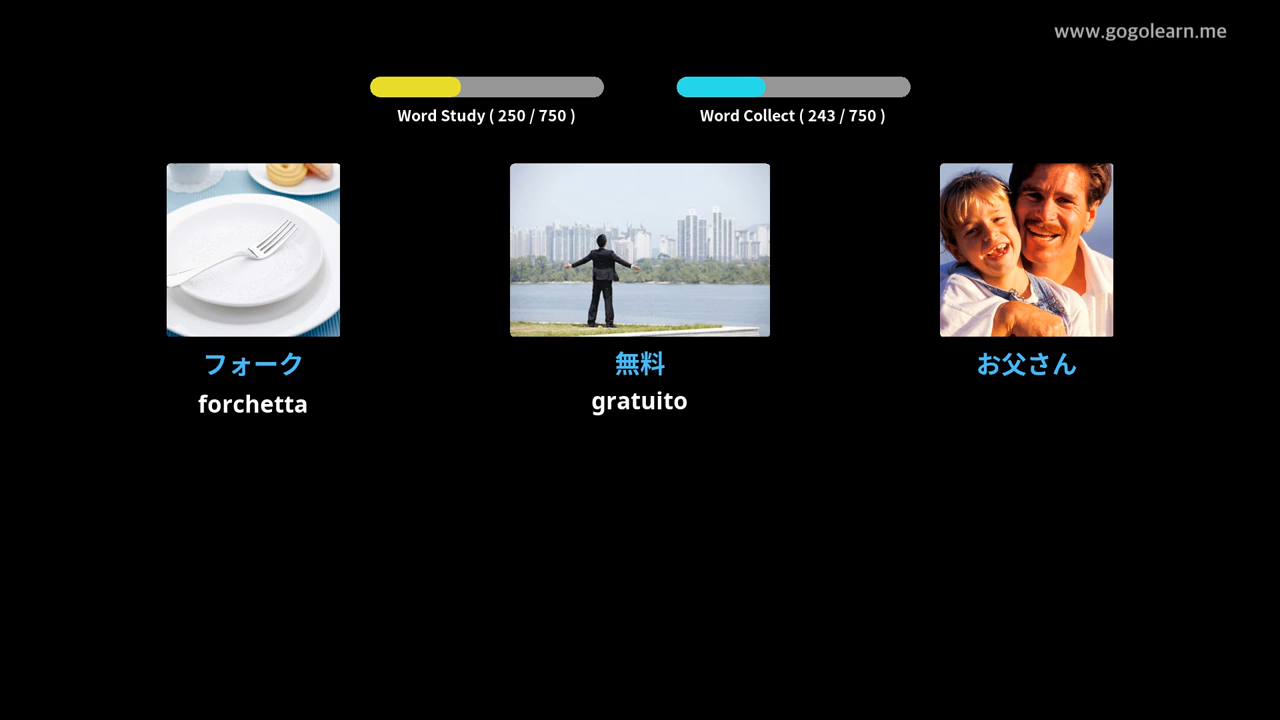 www.gogolearn.me
Word Study ( 250 / 750 )
Word Collect ( 243 / 750 )
フォーク
forchetta
無料
gratuito
お父さん